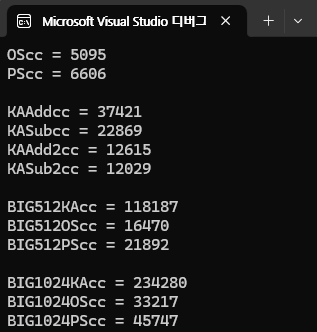 Microsoft Visual Studio 디버그
OScc = 5095
PScc = 6606
KAAddcc = 37421
KASubcc = 22869
KAAdd2cc = 12615
KASub2cc = 12029
BIG512KAcc = 118187
BIG512OScc = 16470
BIG512PScc = 21892
BIG1024KAcc = 234280
BIG1024OScc = 33217
BIG1024PScc = 45747